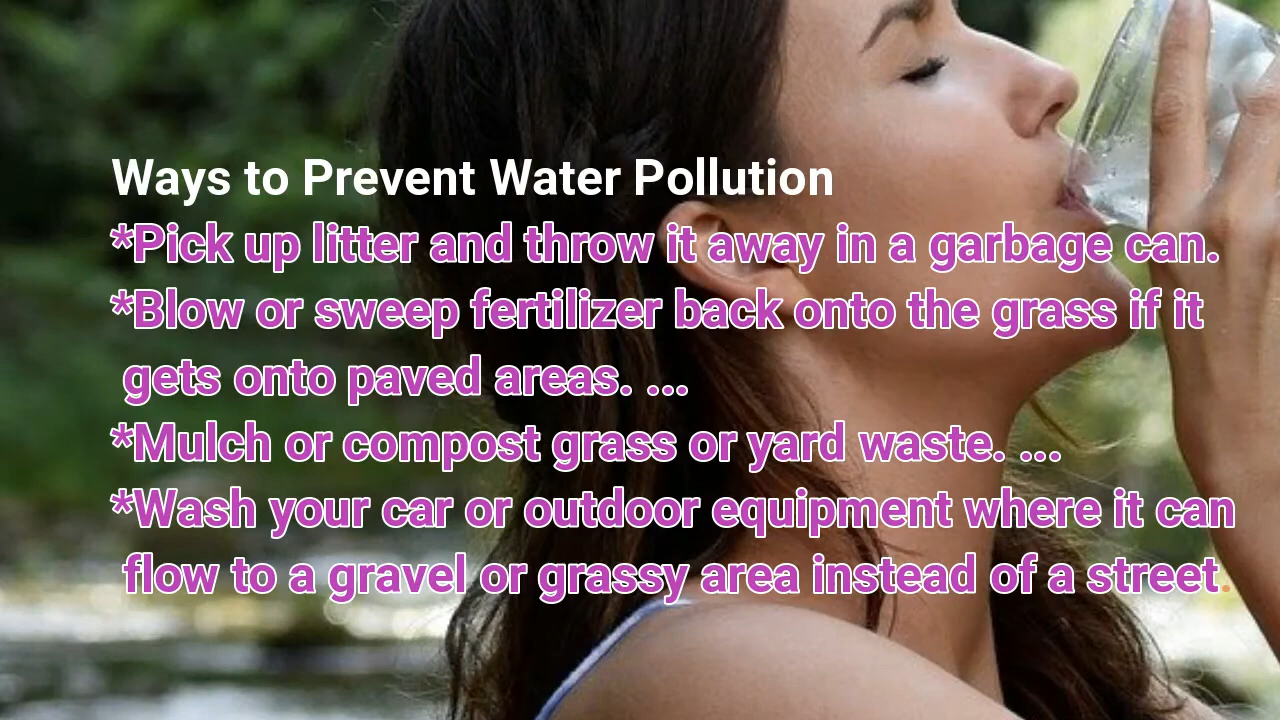 Ways to Prevent Water Pollution
*Pick up litter and throw it away in a garbage can.
*Blow or sweep fertilizer back onto the grass if it
gets onto paved areas. ...
*Mulch or compost grass or yard waste. ...
*Wash your car or outdoor equipment where it can
flow to a gravel or grassy area instead of a street.